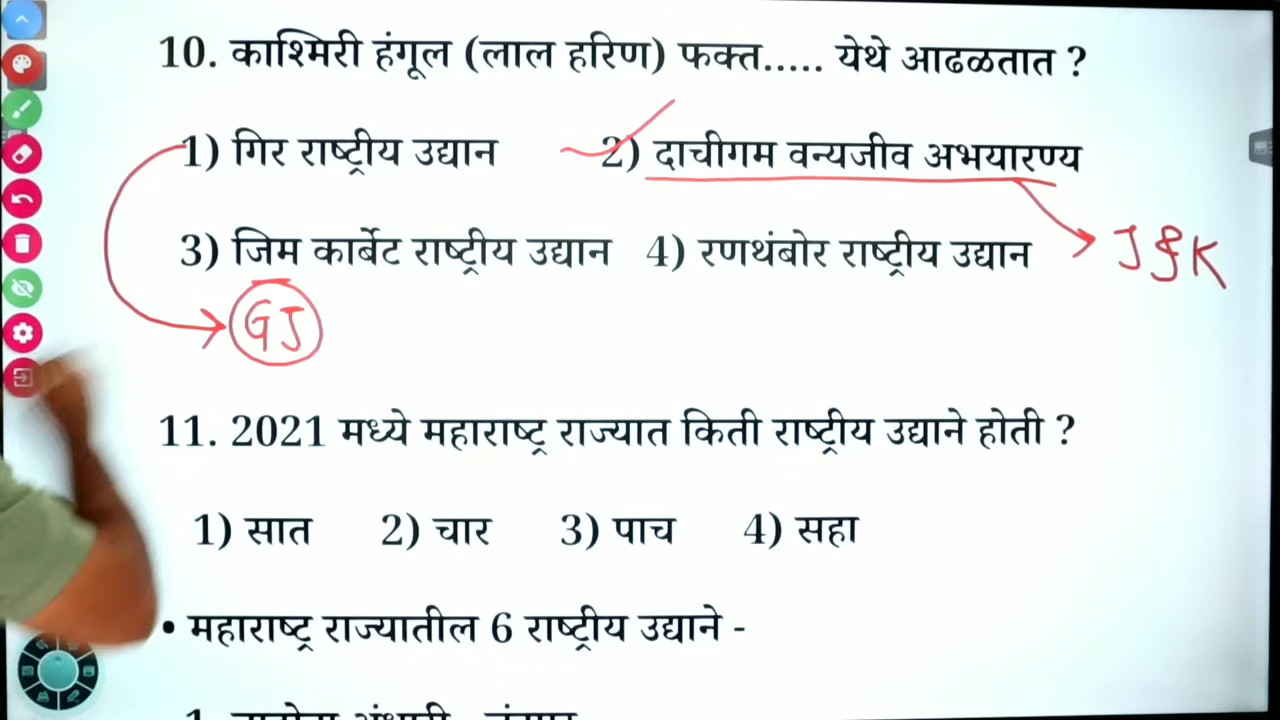 10. काश्मिरी हंगूल (लाल हरिण) फक्त..... येथे आढळतात ?
1) गिर राष्ट्रीय उद्यान 2) दाचीगम वन्यजीव अभयारण्य
3) जिम कार्बेट राष्ट्रीय उद्यान 4) रणथंबोर राष्ट्रीय उद्यान
J&K
GJ
11. 2021 मध्ये महाराष्ट्र राज्यात किती राष्ट्रीय उद्याने होती ?
1) सात 2) चार 3) पाच 4) सहा
• महाराष्ट्र राज्यातील 6 राष्ट्रीय उद्याने -